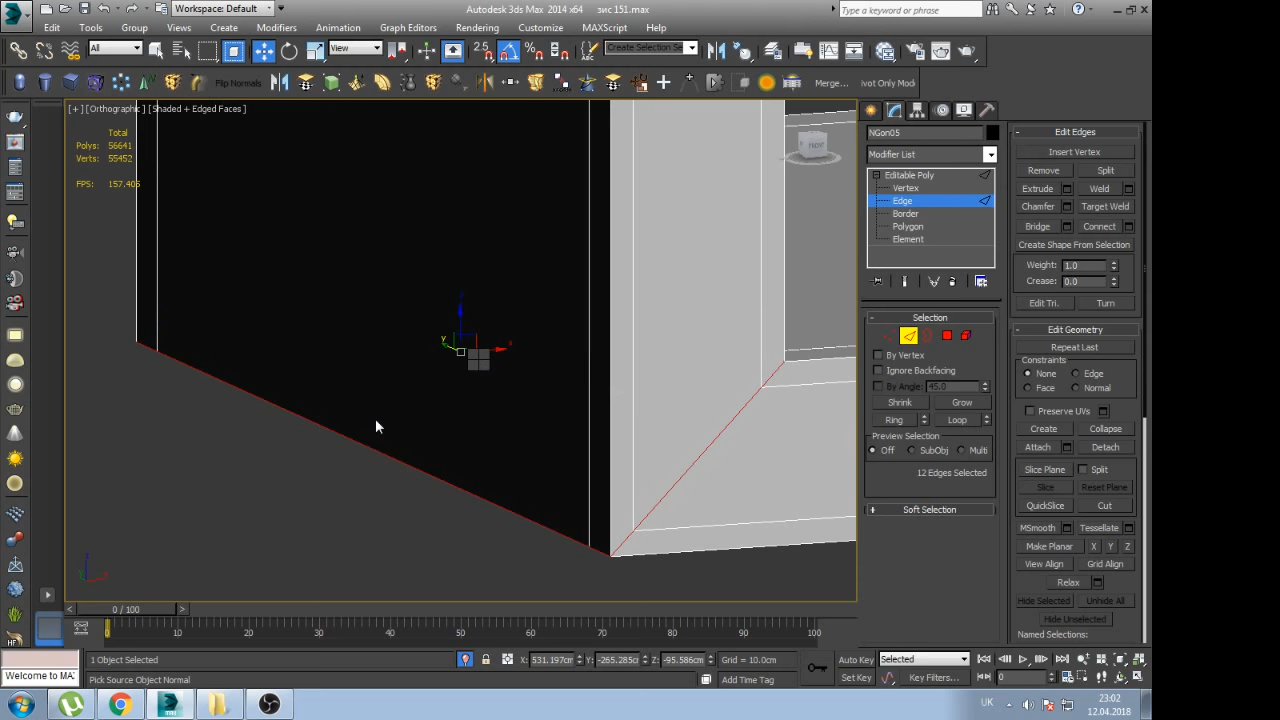 Workspace: Default
Autodesk 3ds Max 2014 x64
зис 151.max
Type a keyword or phrase
Edit Tools Group Views Create Modifiers Animation Graph Editors Rendering Customize MAXScript Help
All View 2.5 Create Selection Se
Flip Normals Merge... ivot Only Mod
[+] [Orthographic] [Shaded + Edged Faces]
Total
Polys: 56641
Verts: 55452
FPS: 157.405
NGon05
Modifier List
Editable Poly
Vertex
Edge
Border
Polygon
Element
Selection
By Vertex
Ignore Backfacing
By Angle: 45.0
Shrink Grow
Ring Loop
Preview Selection
Off SubObj Multi
12 Edges Selected
Soft Selection
Edit Edges
Insert Vertex
Remove Split
Extrude Weld
Chamfer Target Weld
Bridge Connect
Create Shape From Selection
Weight: 1.0
Crease: 0.0
Edit Tri. Turn
Edit Geometry
Repeat Last
Constraints
None Edge
Face Normal
Preserve UVs
Create Collapse
Attach Detach
Slice Plane Split
Slice Reset Plane
QuickSlice Cut
MSmooth Tessellate
Make Planar X Y Z
View Align Grid Align
Relax
Hide Selected Unhide All
Hide Unselected
Named Selections:
0 / 100
0 10 20 30 40 50 60 70 80 90 100
1 Object Selected
X: 531.197cm Y: -265.285cm Z: -95.586cm Grid = 10.0cm
Auto Key Selected
Welcome to MA
Pick Source Object Normal
Add Time Tag
Set Key Key Filters... 0
UK
23:02
12.04.2018